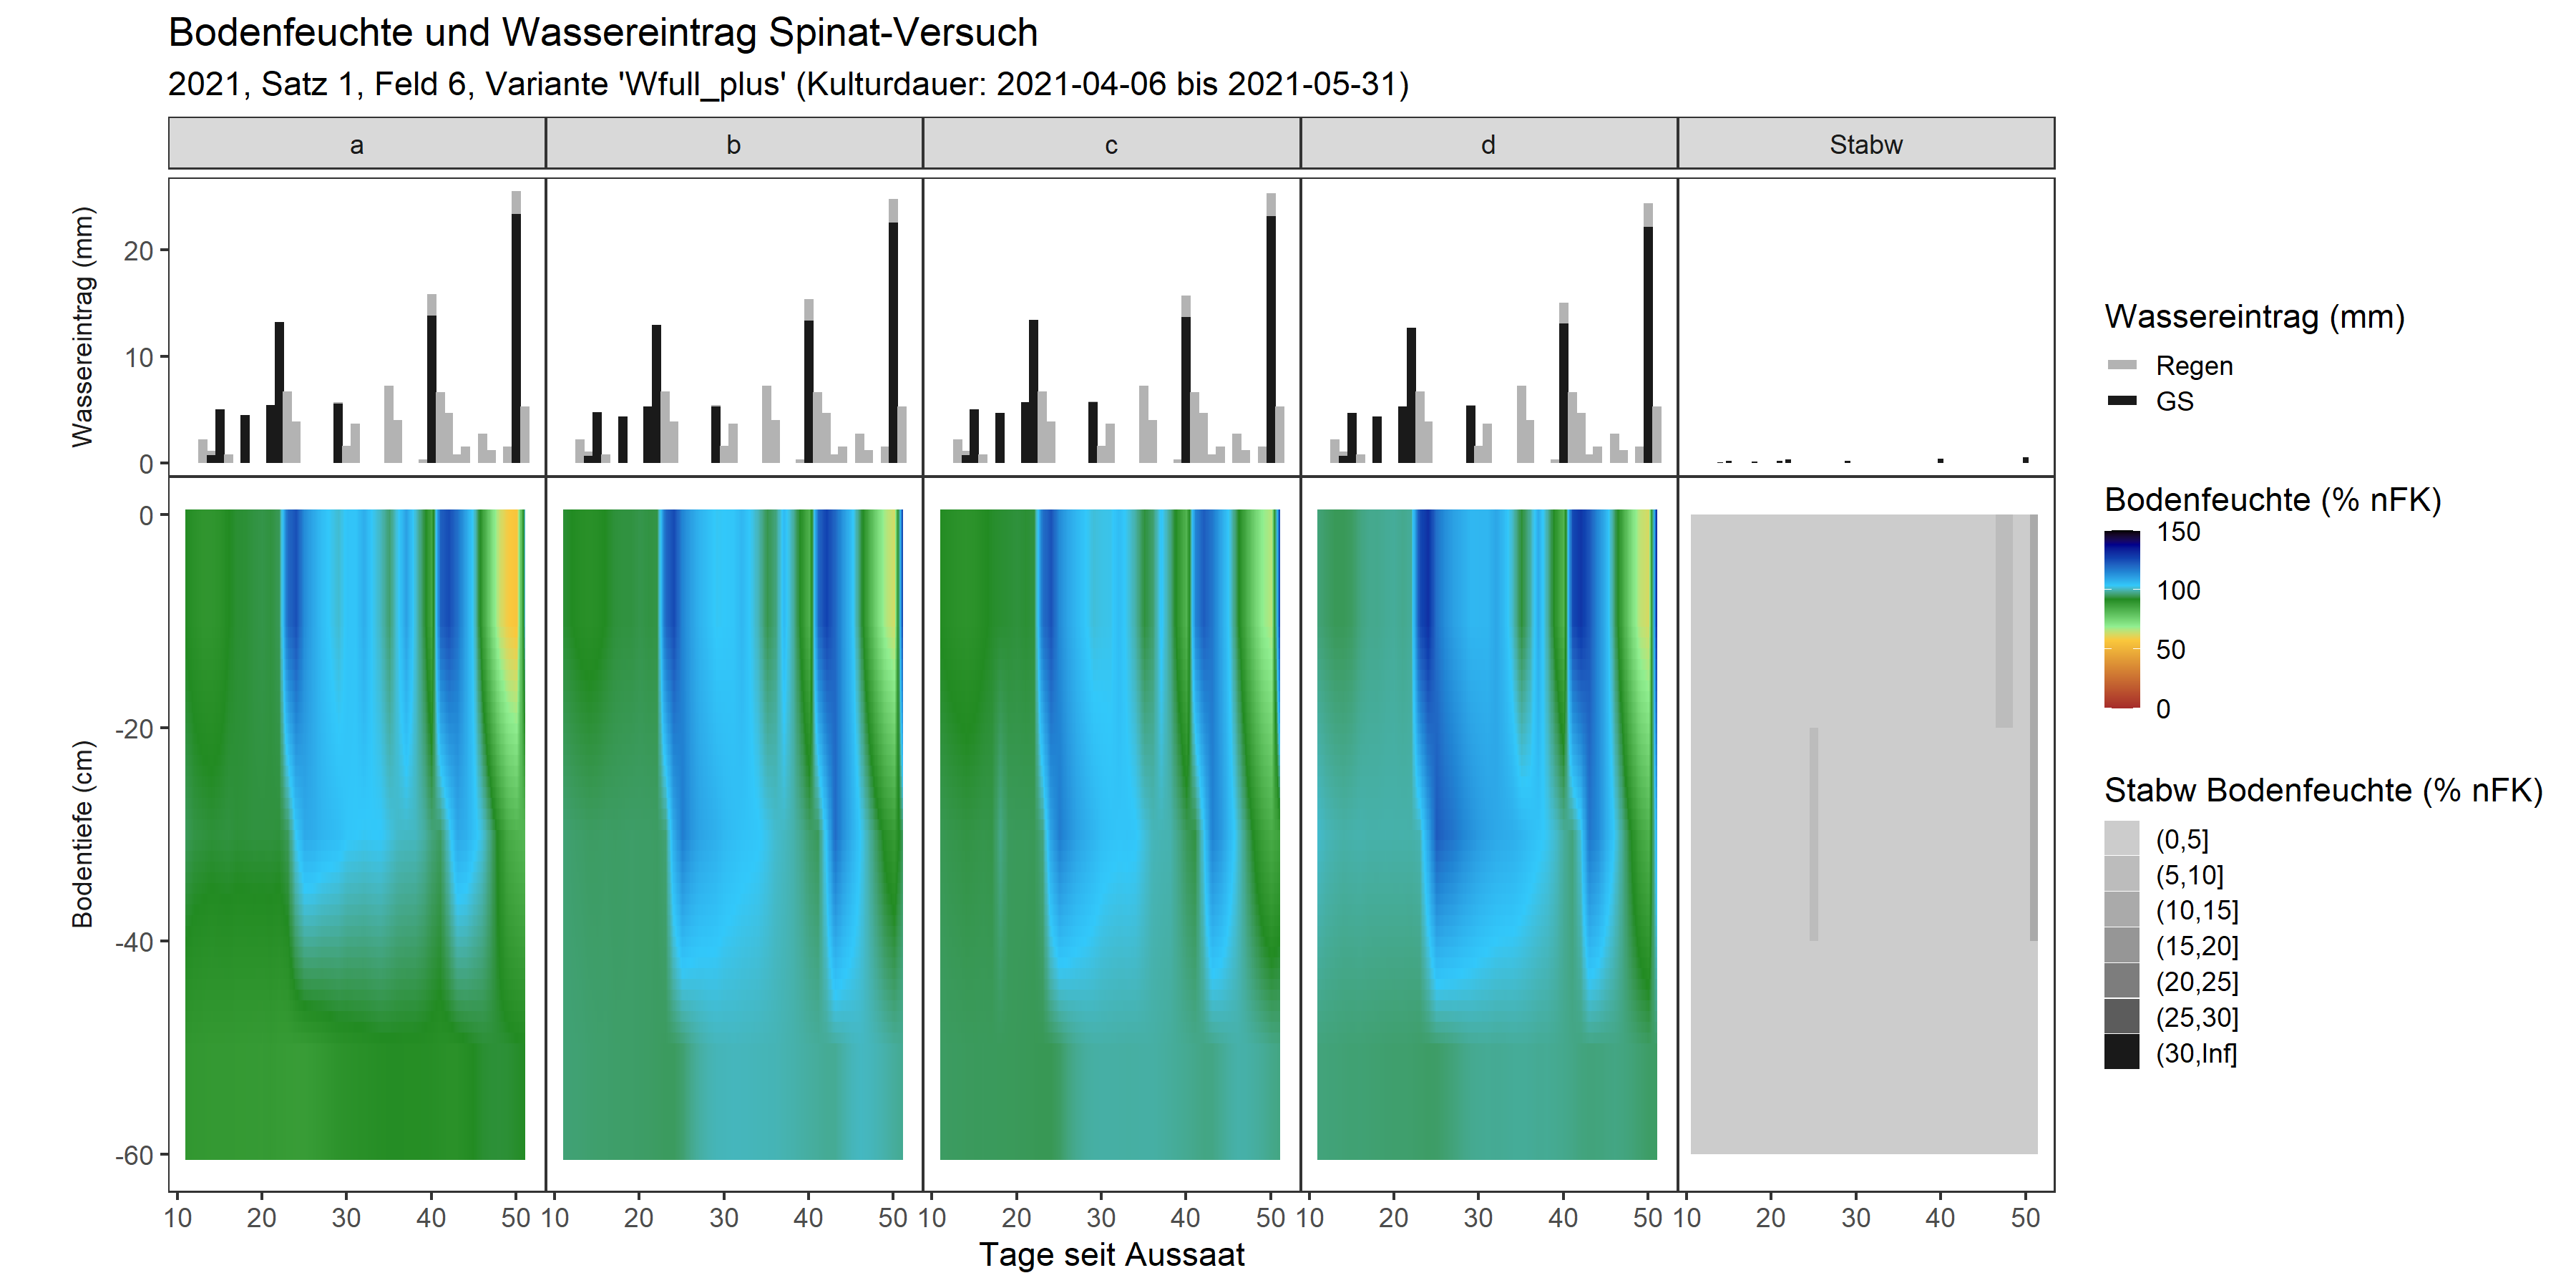 Bodenfeuchte und Wassereintrag Spinat-Versuch
2021, Satz 1, Feld 6, Variante 'Wfull_plus' (Kulturdauer: 2021-04-06 bis 2021-05-31)
a b c d Stabw
Wassereintrag (mm)
20
10
0
Bodentiefe (cm)
0
-20
-40
-60
10 20 30 40 50 10 20 30 40 50 10 20 30 40 50 10 20 30 40 50 10 20 30 40 50
Tage seit Aussaat
Wassereintrag (mm)
Regen
GS
Bodenfeuchte (% nFK)
150
100
50
0
Stabw Bodenfeuchte (% nFK)
(0,5]
(5,10]
(10,15]
(15,20]
(20,25]
(25,30]
(30,Inf]